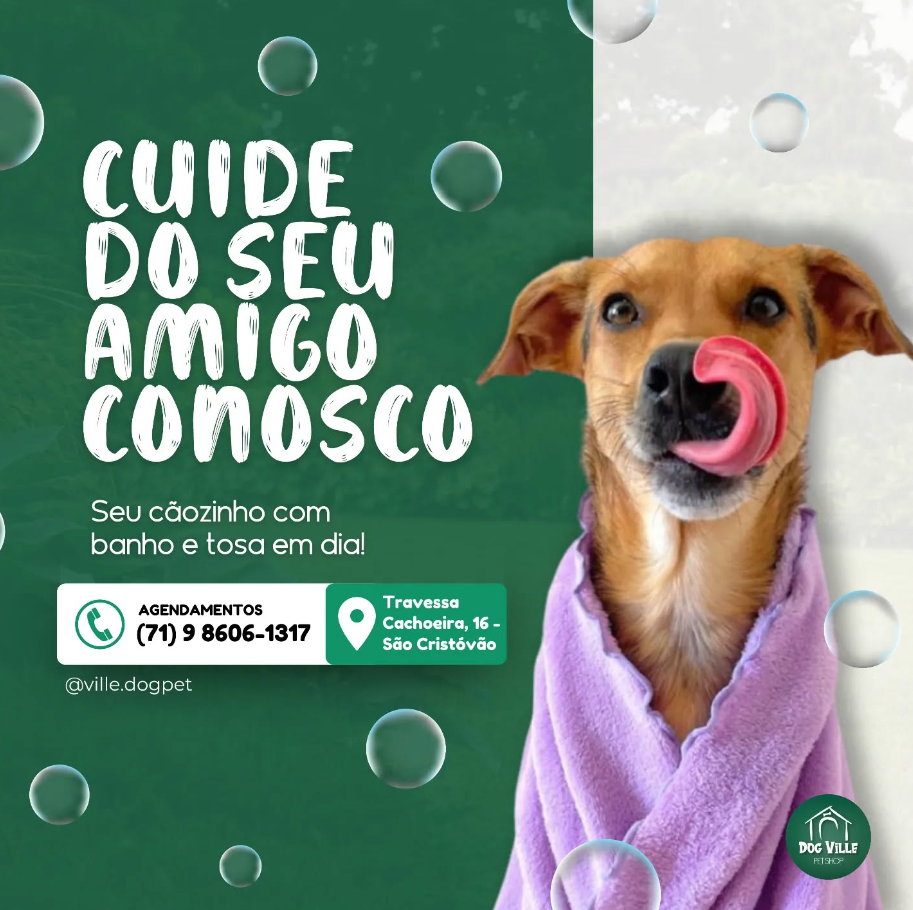 CUIDE
DO SEU
AMIGO
CONOSCO
Seu cãozinho com
banho e tosa em dia!
AGENDAMENTOS
(71) 9 8606-1317
Travessa
Cachoeira, 16 -
São Cristóvão
@ville.dogpet
DOG VILLE
PETSHOP